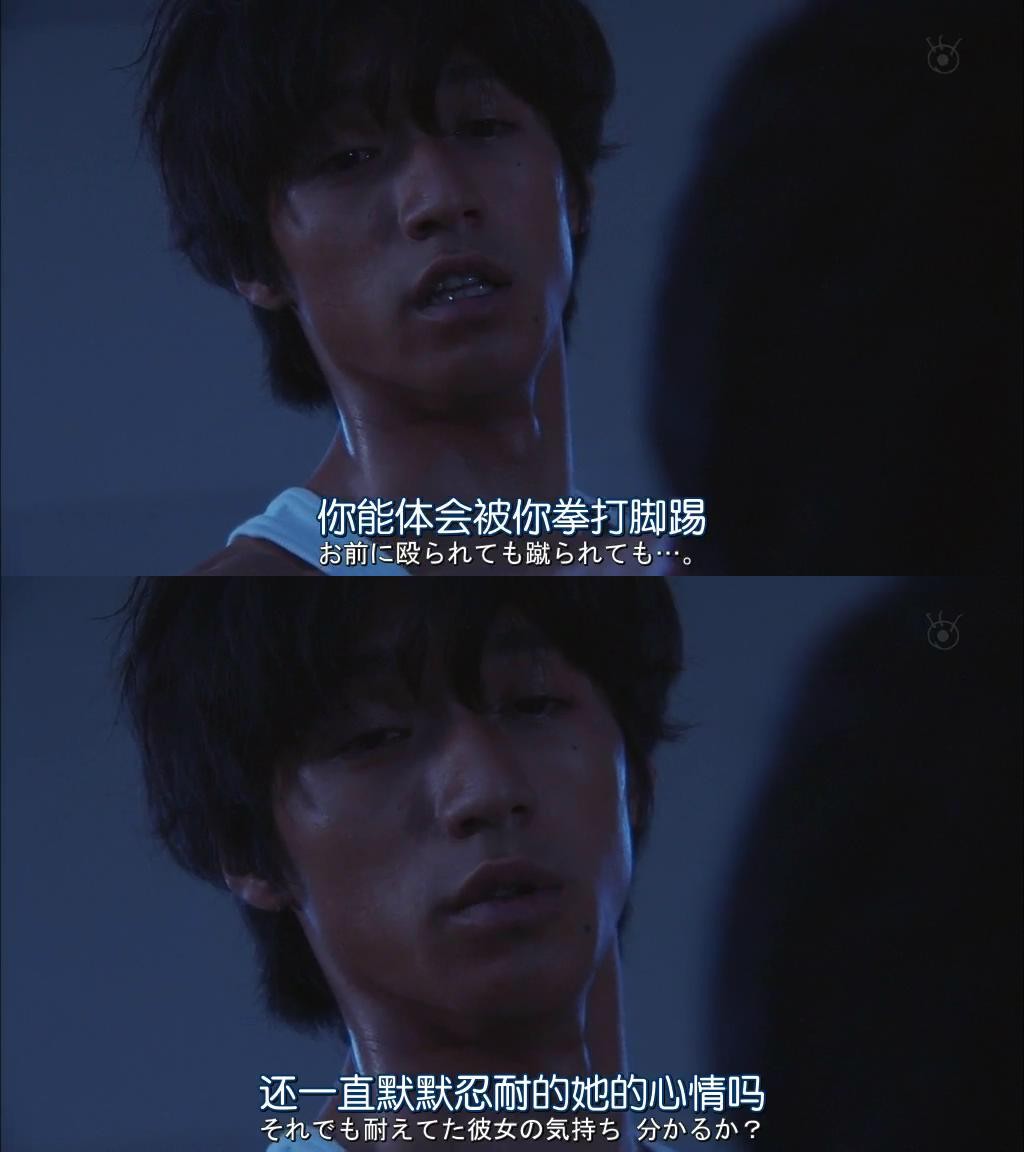 你能体会被你拳打脚踢
お前に殴られても蹴られても…。
还一直默默忍耐的她的心情吗
それでも耐えてた彼女の気持ち 分かるか？